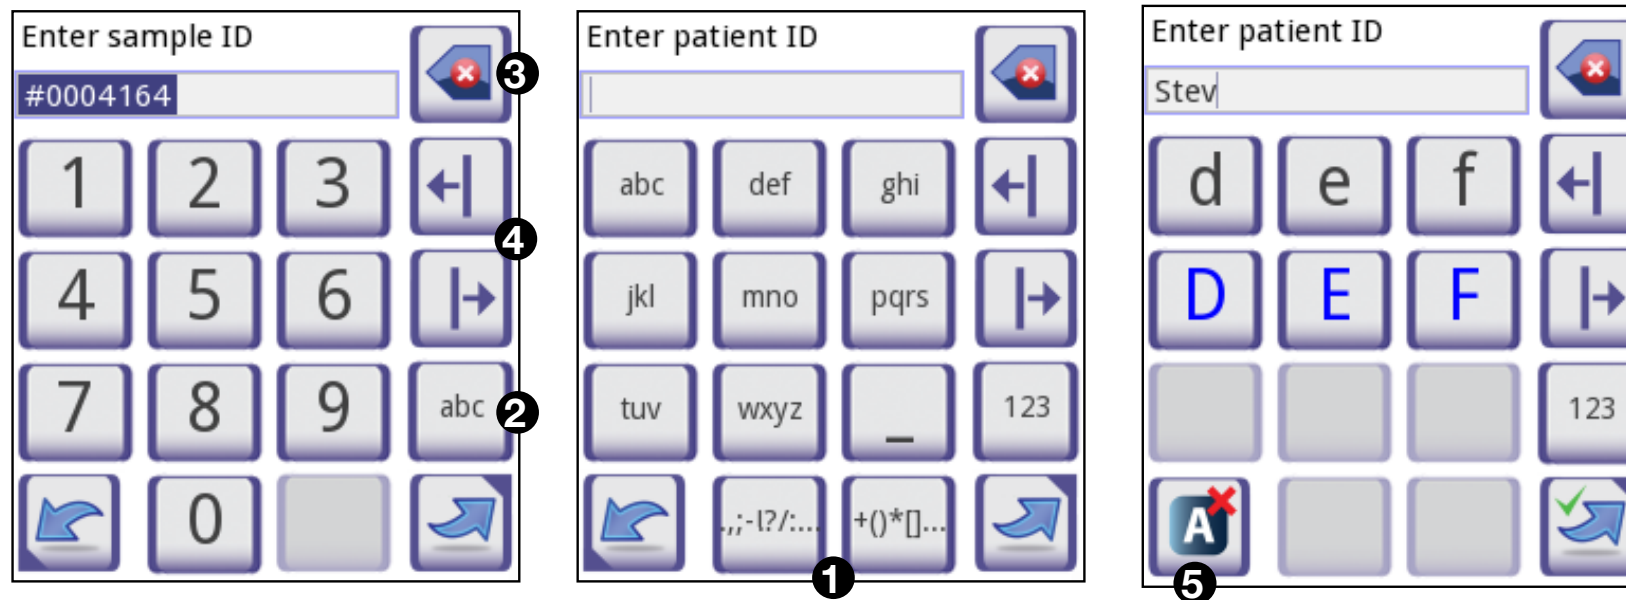 Enter sample ID
#0004164
3
1 2 3
4
4 5 6
7 8 9 abc
2
0
Enter patient ID
abc def ghi
jkl mno pqrs
tuv wxyz _ 123
.,;-!?/:... +()*[]...
1
Enter patient ID
Stev
d e f
D E F
123
A
5